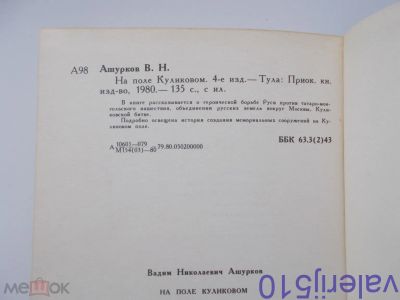 А98
Ашурков В. Н.
На поле Куликовом. 4-е изд.— Тула: Приок. кн.
изд-во, 1980.— 135 с., с ил.
В книге рассказывается о героической борьбе Руси против татаро-мон-
гольского нашествия, объединении русских земель вокруг Москвы, Кули-
ковской битве.
Подробно освещена история создания мемориальных сооружений на Ку-
ликовом поле.
А 10603—079
М154(03)—80 79.80.050200000
ББК 63.3(2)43
Вадим Николаевич Ашурков
НА ПОЛЕ КУЛИКОВОМ
мешок
valerij510